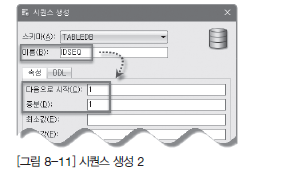 시퀀스 생성
스키마(A): TABLEDB
이름(B): IDSEQ
속성 DDL
다음으로 시작(C): 1
증분(D): 1
최소값(E):
[그림 8-11] 시퀀스 생성 2